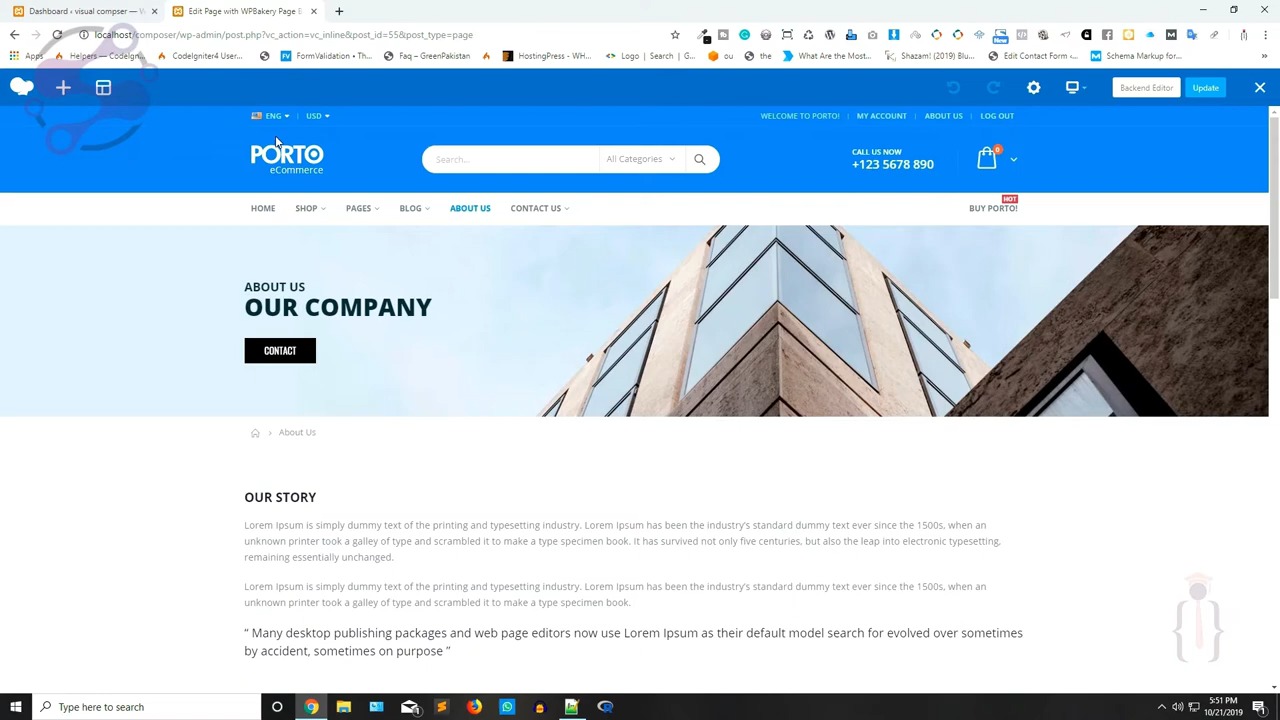 Dashboard ‹ visual compser — W
Edit Page with WPBakery Page B
localhost/composer/wp-admin/post.php?vc_action=vc_inline&post_id=55&post_type=page
Apps
Helpers — CodeIgn...
CodeIgniter4 User...
FormValidation • Th...
Faq – GreenPakistan
HostingPress - WH...
Logo | Search | G...
ou
the
What Are the Most...
Shazam! (2019) Blu...
Edit Contact Form ‹...
Schema Markup for...
New
Backend Editor
Update
ENG
USD
WELCOME TO PORTO!
MY ACCOUNT
ABOUT US
LOG OUT
PORTO
eCommerce
Search...
All Categories
CALL US NOW
+123 5678 890
0
HOME
SHOP
PAGES
BLOG
ABOUT US
CONTACT US
HOT
BUY PORTO!
ABOUT US
OUR COMPANY
CONTACT
About Us
OUR STORY
Lorem Ipsum is simply dummy text of the printing and typesetting industry. Lorem Ipsum has been the industry's standard dummy text ever since the 1500s, when an
unknown printer took a galley of type and scrambled it to make a type specimen book. It has survived not only five centuries, but also the leap into electronic typesetting,
remaining essentially unchanged.
Lorem Ipsum is simply dummy text of the printing and typesetting industry. Lorem Ipsum has been the industry's standard dummy text ever since the 1500s, when an
unknown printer took a galley of type and scrambled it to make a type specimen book.
" Many desktop publishing packages and web page editors now use Lorem Ipsum as their default model search for evolved over sometimes
by accident, sometimes on purpose "
Type here to search
5:51 PM
10/21/2019